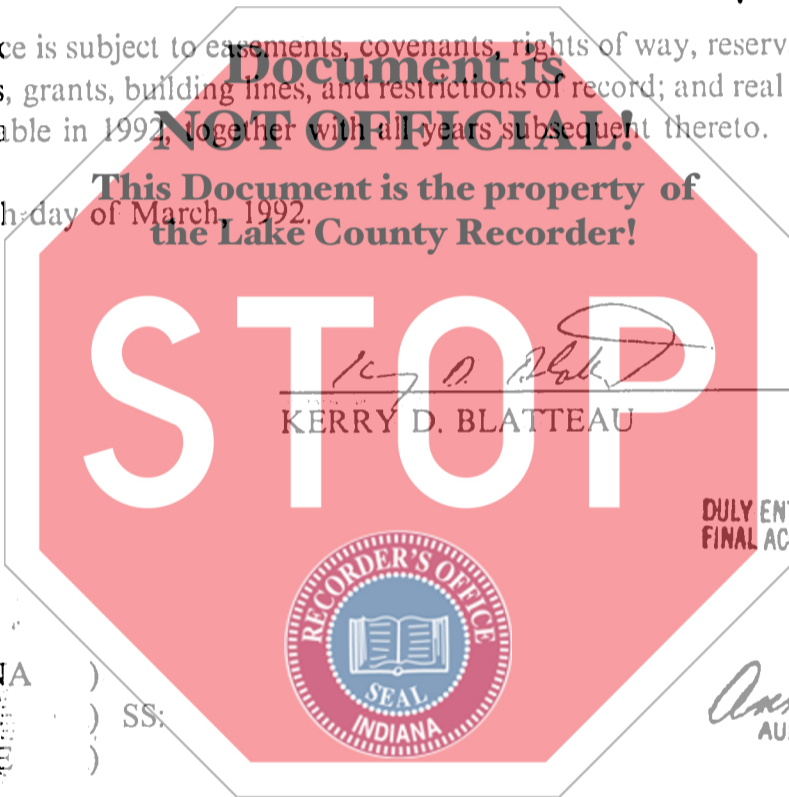 ce is subject to easements, covenants, rights of way, reserv
Document is
s, grants, building lines, and restrictions of record; and real
NOT OFFICIAL!
able in 1992, together with all years subsequent thereto.
This Document is the property of
h day of March, 1992.
the Lake County Recorder!
STOP
KERRY D. BLATTEAU
DULY ENT
FINAL AC
RECORDER'S OFFICE
SEAL
INDIANA
NA )
) SS:
)
AU